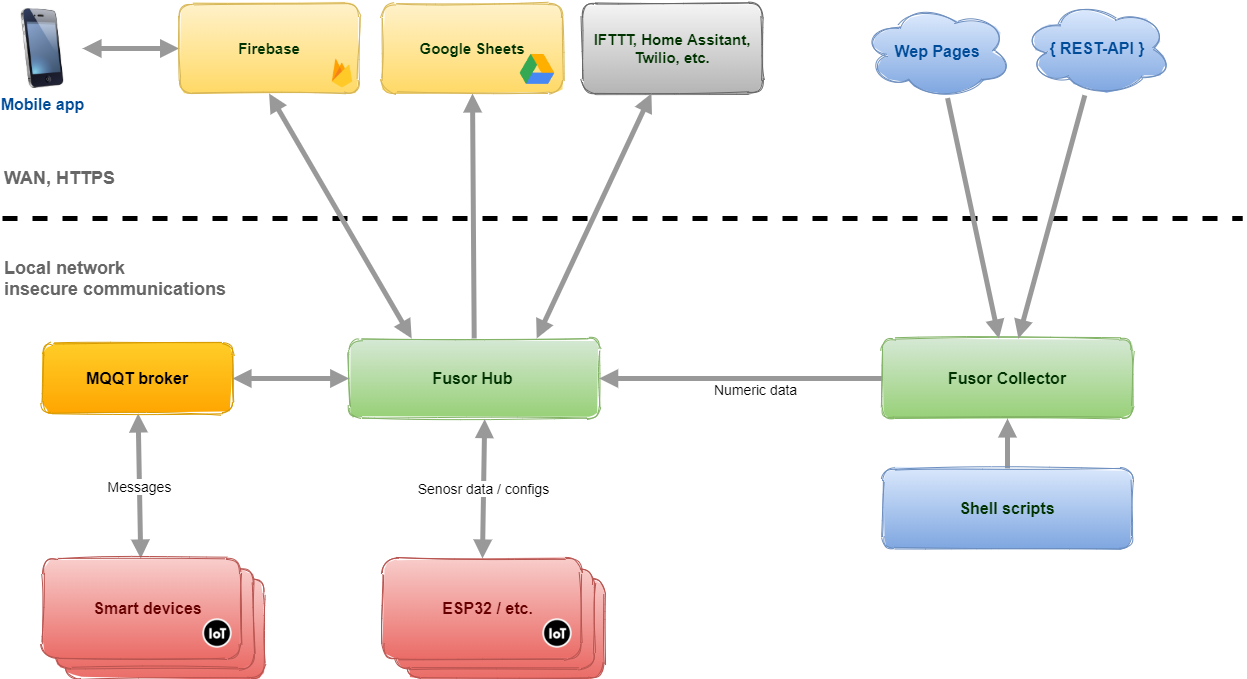 Mobile app
Firebase
Google Sheets
IFTTT, Home Assitant,
Twilio, etc.
Wep Pages
{ REST-API }
WAN, HTTPS
Local network
insecure communications
MQQT broker
Fusor Hub
Numeric data
Fusor Collector
Messages
Senosr data / configs
Shell scripts
Smart devices
IoT
ESP32 / etc.
IoT